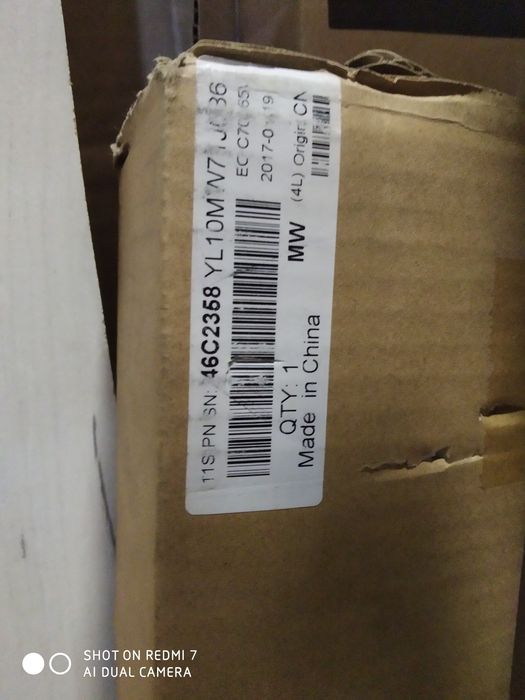 11S PN SN: 46C2358 YL10M
EC
2017-0
(4L) Origin: CN
MW
QTY: 1
Made in China
SHOT ON REDMI 7
AI DUAL CAMERA